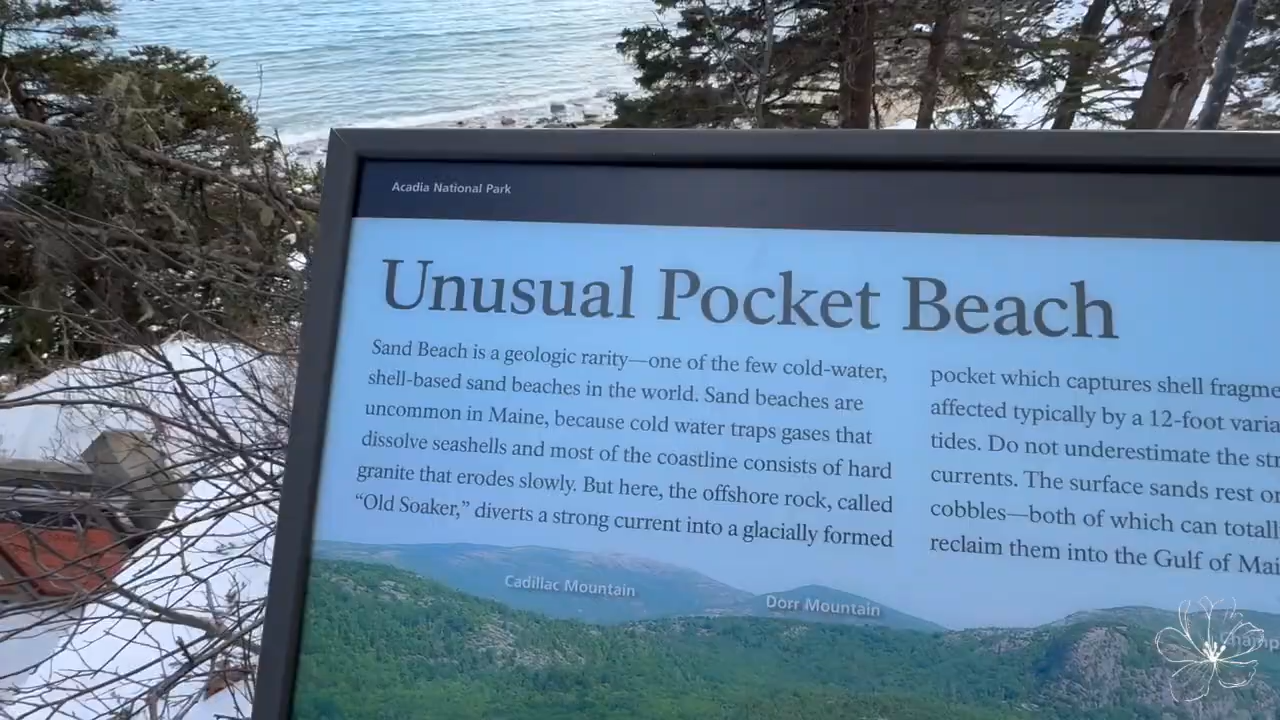 Acadia National Park
Unusual Pocket Beach
Sand Beach is a geologic rarity—one of the few cold-water,
shell-based sand beaches in the world. Sand beaches are
uncommon in Maine, because cold water traps gases that
dissolve seashells and most of the coastline consists of hard
granite that erodes slowly. But here, the offshore rock, called
“Old Soaker,” diverts a strong current into a glacially formed
pocket which captures shell
affected typically by a 12-foot
tides. Do not underestimate the
currents. The surface sands rest
cobbles—both of which can
reclaim them into the Gulf of
Cadillac Mountain
Dorr Mountain